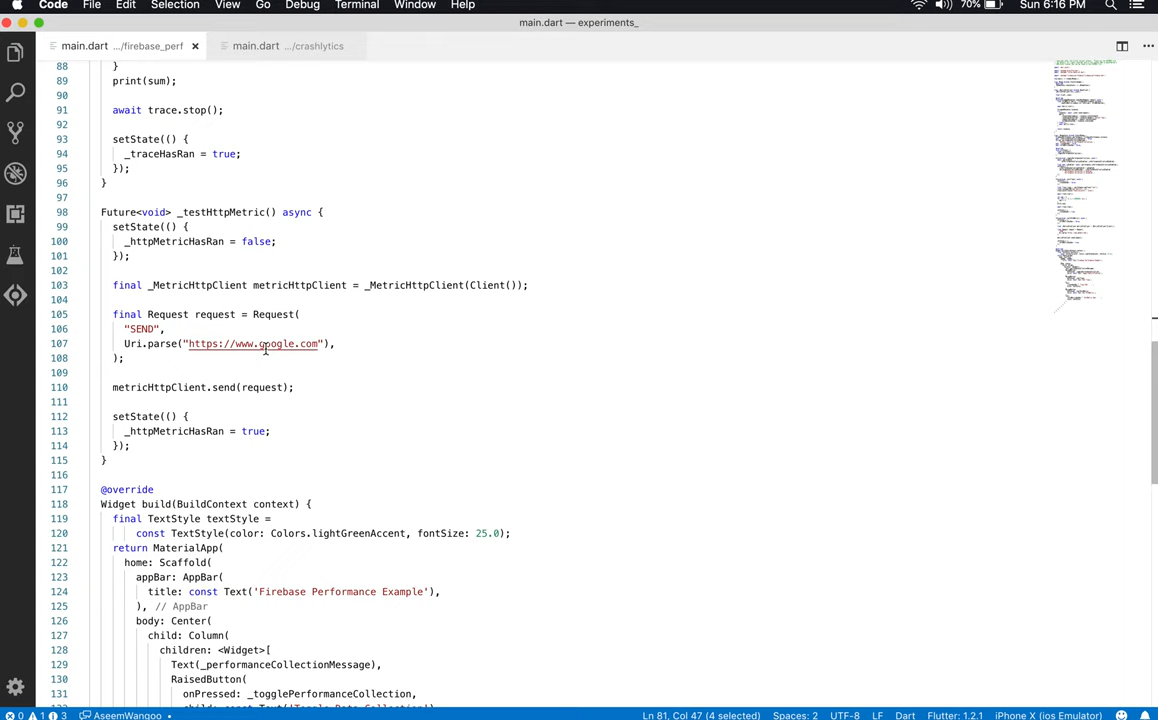 Code File Edit Selection View Go Debug Terminal Window Help 70% Sun 6:16 PM
main.dart — experiments_
main.dart .../firebase_perf × main.dart .../crashlytics
88 }
89 print(sum);
90
91 await trace.stop();
92
93 setState(() {
94 _traceHasRan = true;
95 });
96 }
97
98 Future<void> _testHttpMetric() async {
99 setState(() {
100 _httpMetricHasRan = false;
101 });
102
103 final _MetricHttpClient metricHttpClient = _MetricHttpClient(Client());
104
105 final Request request = Request(
106 "SEND",
107 Uri.parse("https://www.google.com"),
108 );
109
110 metricHttpClient.send(request);
111
112 setState(() {
113 _httpMetricHasRan = true;
114 });
115 }
116
117 @override
118 Widget build(BuildContext context) {
119 final TextStyle textStyle =
120 const TextStyle(color: Colors.lightGreenAccent, fontSize: 25.0);
121 return MaterialApp(
122 home: Scaffold(
123 appBar: AppBar(
124 title: const Text('Firebase Performance Example'),
125 ), // AppBar
126 body: Center(
127 child: Column(
128 children: <Widget>[
129 Text(_performanceCollectionMessage),
130 RaisedButton(
131 onPressed: _togglePerformanceCollection,
0 1 3 AseemWangoo Ln 81, Col 47 (4 selected) Spaces: 2 UTF-8 LF Dart Flutter: 1.2.1 iPhone X (ios Emulator)